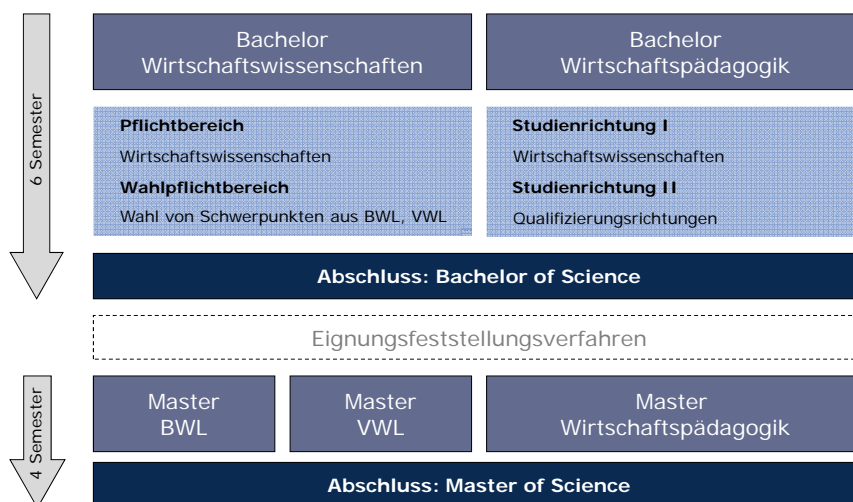 6 Semester
Bachelor
Wirtschaftswissenschaften
Bachelor
Wirtschaftspädagogik
Pflichtbereich
Wirtschaftswissenschaften
Wahlpflichtbereich
Wahl von Schwerpunkten aus BWL, VWL
Studienrichtung I
Wirtschaftswissenschaften
Studienrichtung II
Qualifizierungsrichtungen
Abschluss: Bachelor of Science
Eignungsfeststellungsverfahren
4 Semester
Master
BWL
Master
VWL
Master
Wirtschaftspädagogik
Abschluss: Master of Science